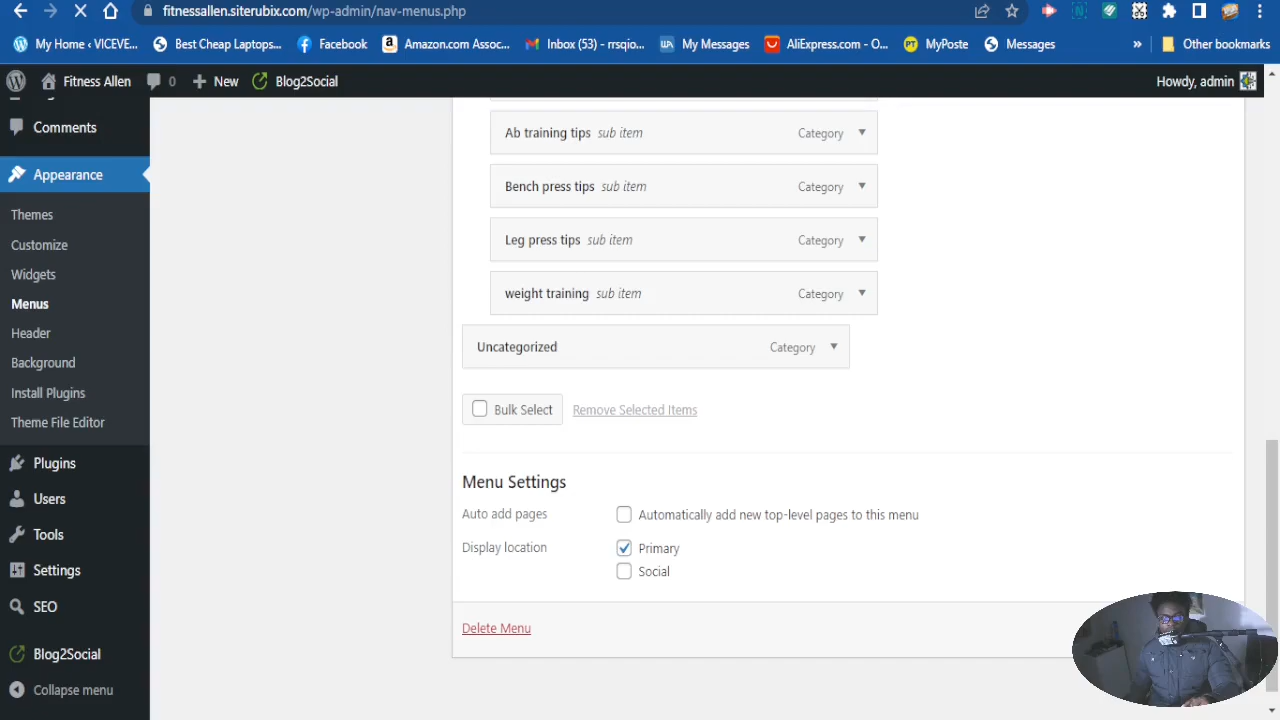 fitnessallen.siterubix.com/wp-admin/nav-menus.php
My Home ‹ VICEVE... Best Cheap Laptops... Facebook Amazon.com Assoc... Inbox (53) - rrsqio... My Messages AliExpress.com - O... MyPoste Messages » Other bookmarks
Fitness Allen 0 New Blog2Social Howdy, admin
Comments
Appearance
Themes
Customize
Widgets
Menus
Header
Background
Install Plugins
Theme File Editor
Plugins
Users
Tools
Settings
SEO
Blog2Social
Collapse menu
Ab training tips sub item Category
Bench press tips sub item Category
Leg press tips sub item Category
weight training sub item Category
Uncategorized Category
Bulk Select Remove Selected Items
Menu Settings
Auto add pages Automatically add new top-level pages to this menu
Display location Primary
Social
Delete Menu